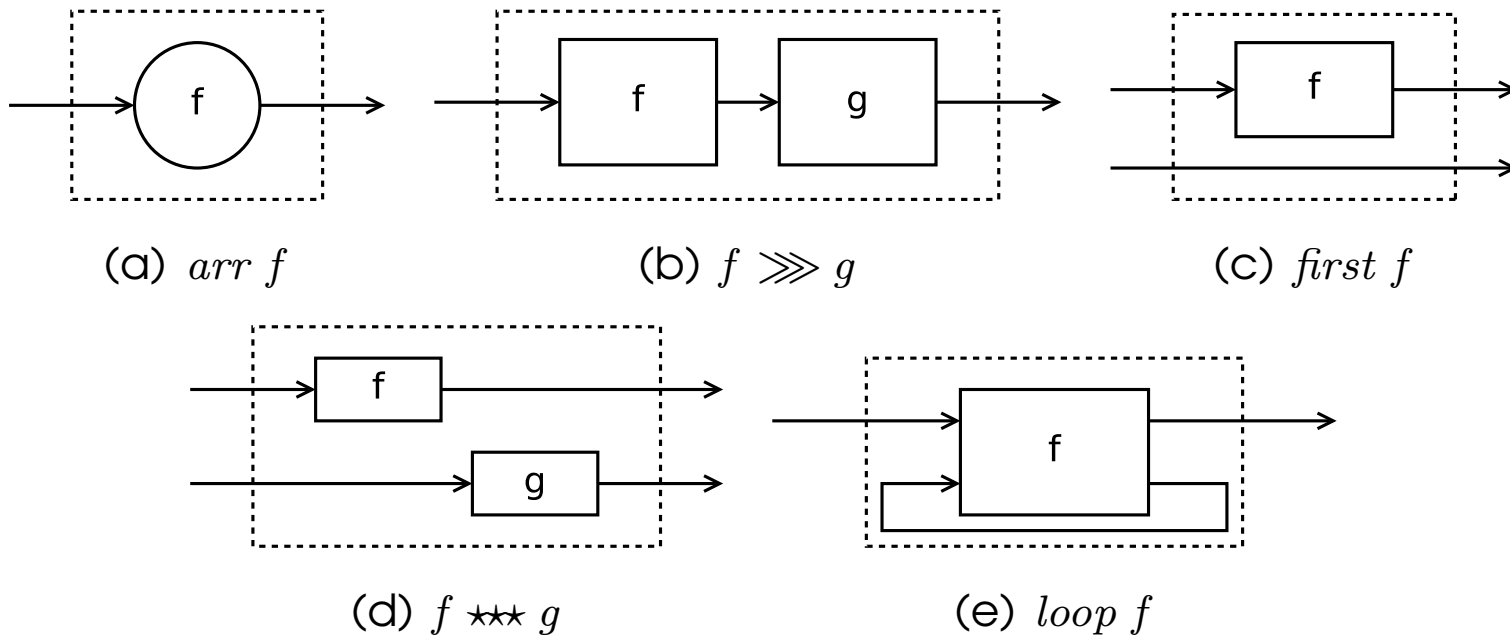 f
f g
f
(a) arr f
(b) f ⋙ g
(c) first f
f
g
f
(d) f ⋆⋆⋆ g
(e) loop f